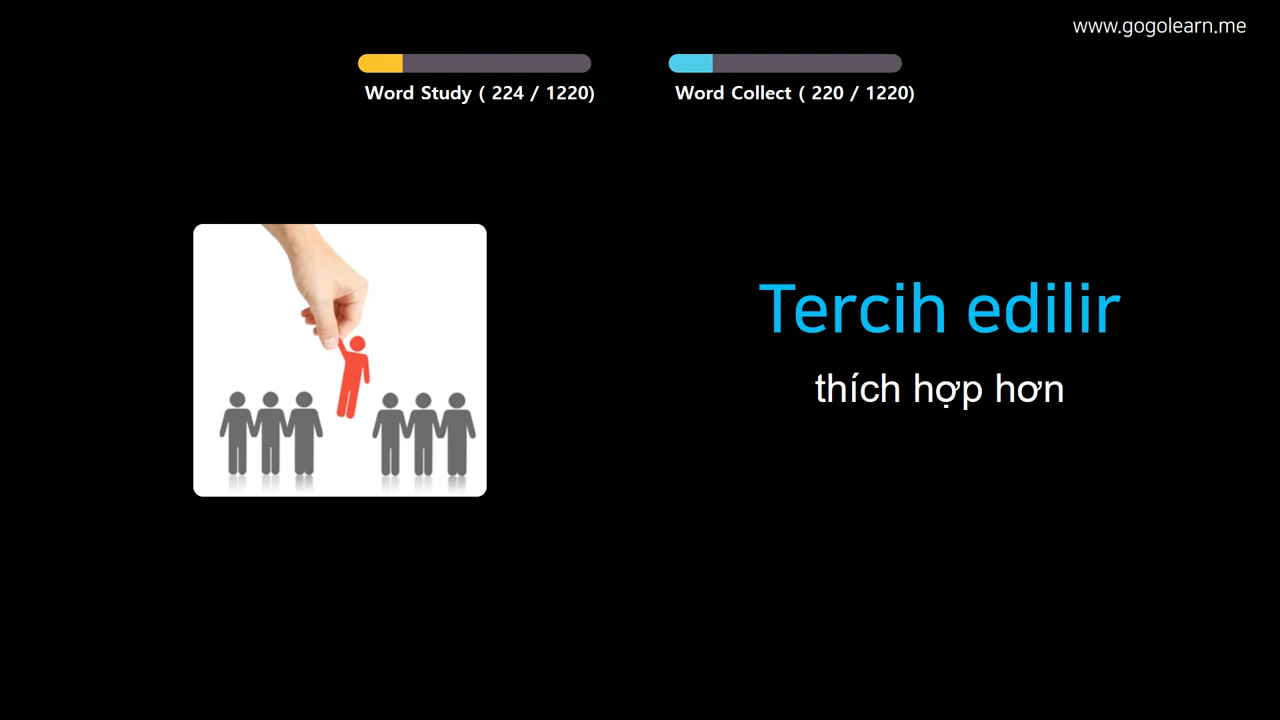 www.gogolearn.me
Word Study ( 224 / 1220)
Word Collect ( 220 / 1220)
Tercih edilir
thích hợp hơn